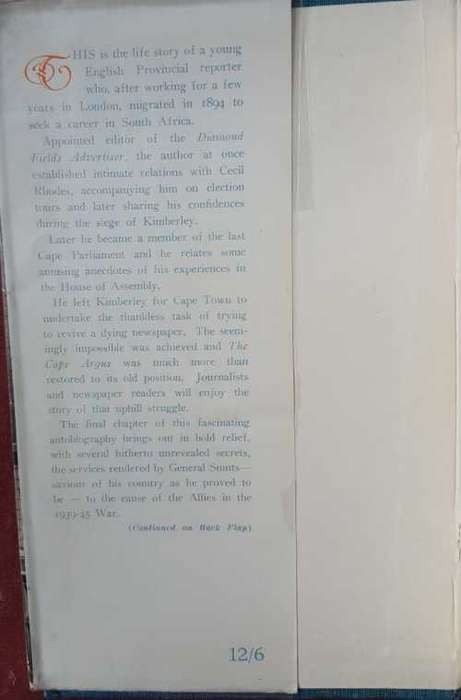 THIS is the life story of a young
English Provincial reporter
who, after working for a few
years in London, migrated in 1894 to
seek a career in South Africa.
Appointed editor of the Diamond
Fields Advertiser, the author at once
established intimate relations with Cecil
Rhodes, accompanying him on election
tours and later sharing his confidences
during the siege of Kimberley.
Later he became a member of the last
Cape Parliament and he relates some
amusing anecdotes of his experiences in
the House of Assembly.
He left Kimberley for Cape Town to
undertake the thankless task of trying
to revive a dying newspaper. The seem-
ingly impossible was achieved and The
Cape Argus was much more than
restored to its old position. Journalists
and newspaper readers will enjoy the
story of that uphill struggle.
The final chapter of this fascinating
autobiography brings out in bold relief,
with several hitherto unrevealed secrets,
the services rendered by General Smuts—
saviour of his country as he proved to
be — to the cause of the Allies in the
1939-45 War.
(Continued on Back Flap)
12/6